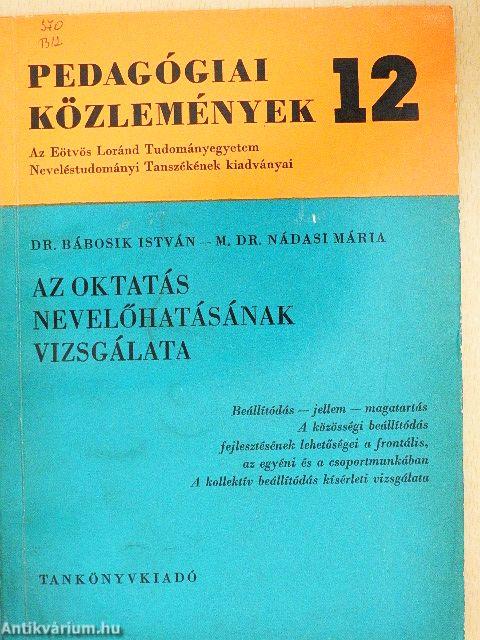 370
B12
PEDAGÓGIAI
KÖZLEMÉNYEK 12
Az Eötvös Loránd Tudományegyetem
Neveléstudományi Tanszékének kiadványai
DR. BÁBOSIK ISTVÁN — M. DR. NÁDASI MÁRIA
AZ OKTATÁS
NEVELŐHATÁSÁNAK
VIZSGÁLATA
Beállítódás — jellem — magatartás
A közösségi beállítódás
fejlesztésének lehetőségei a frontális,
az egyéni és a csoportmunkában
A kollektív beállítódás kísérleti vizsgálata
TANKÖNYVKIADÓ
Antikvárium.hu